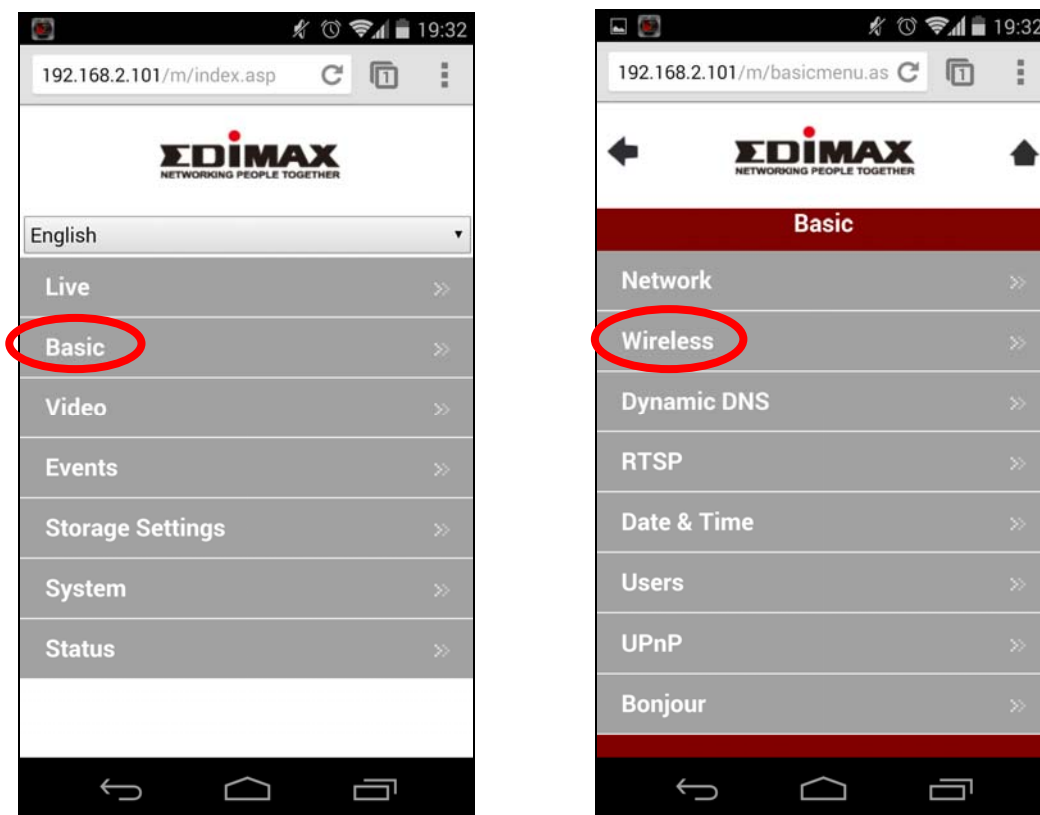 19:32
192.168.2.101/m/index.asp
1
EDIMAX
NETWORKING PEOPLE TOGETHER
English
Live
Basic
Video
Events
Storage Settings
System
Status
19:32
192.168.2.101/m/basicmenu.as
1
EDIMAX
NETWORKING PEOPLE TOGETHER
Basic
Network
Wireless
Dynamic DNS
RTSP
Date & Time
Users
UPnP
Bonjour